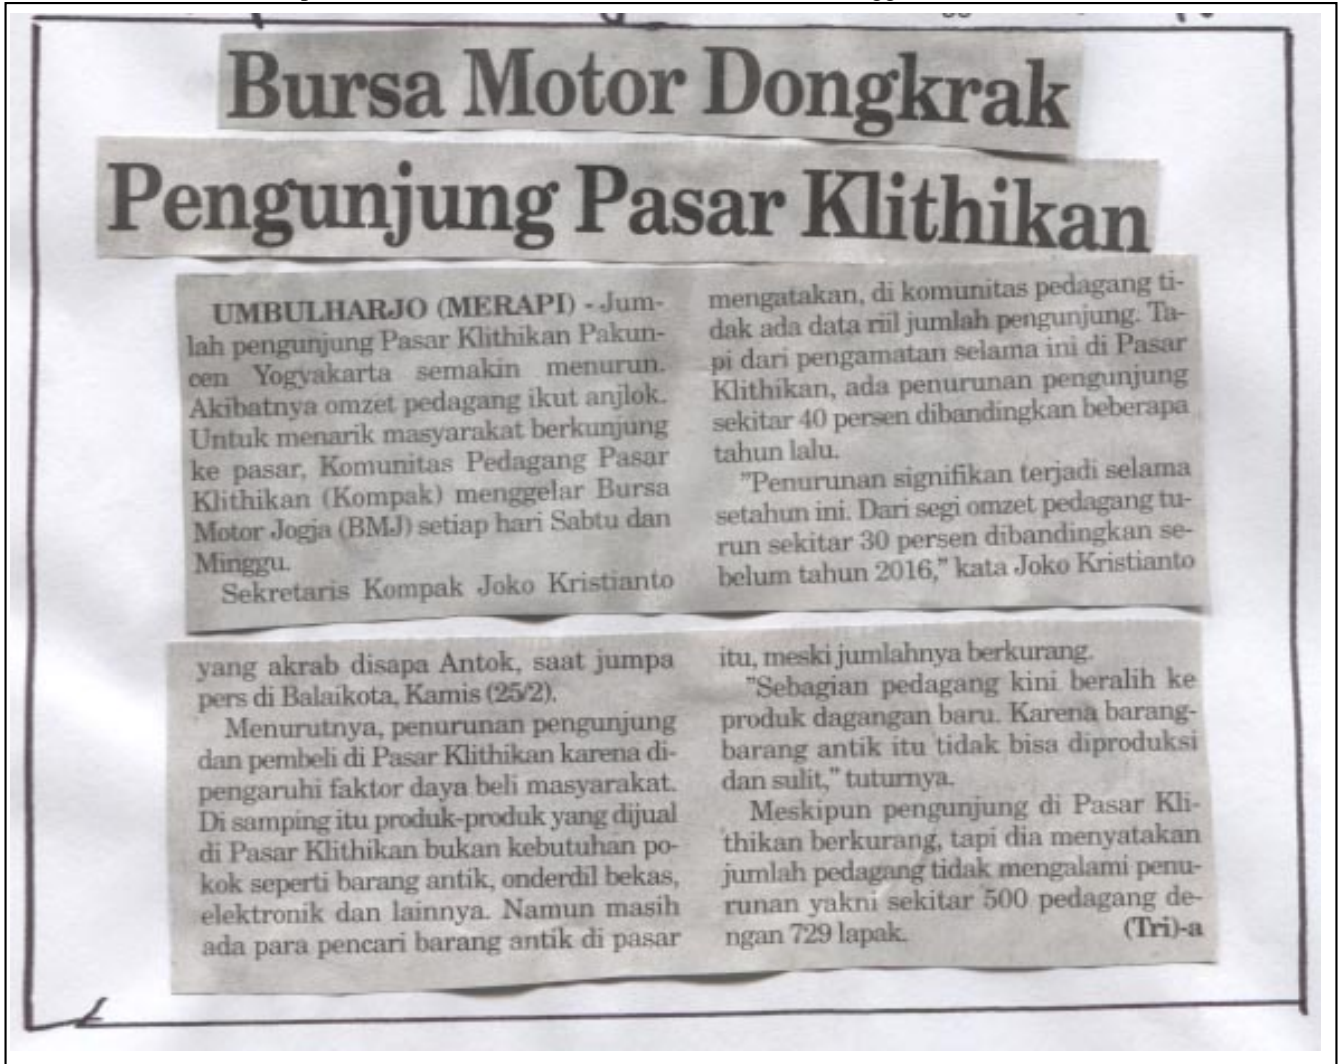 Bursa Motor Dongkrak
Pengunjung Pasar Klithikan
UMBULHARJO (MERAPI) - Jum-
lah pengunjung Pasar Klithikan Pakun-
cen Yogyakarta semakin menurun.
Akibatnya omzet pedagang ikut anjlok.
Untuk menarik masyarakat berkunjung
ke pasar, Komunitas Pedagang Pasar
Klithikan (Kompak) menggelar Bursa
Motor Jogja (BMJ) setiap hari Sabtu dan
Minggu.
Sekretaris Kompak Joko Kristianto
mengatakan, di komunitas pedagang ti-
dak ada data riil jumlah pengunjung. Ta-
pi dari pengamatan selama ini di Pasar
Klithikan, ada penurunan pengunjung
sekitar 40 persen dibandingkan beberapa
tahun lalu.
"Penurunan signifikan terjadi selama
setahun ini. Dari segi omzet pedagang tu-
run sekitar 30 persen dibandingkan se-
belum tahun 2016," kata Joko Kristianto
yang akrab disapa Antok, saat jumpa
pers di Balaikota, Kamis (25/2).
Menurutnya, penurunan pengunjung
dan pembeli di Pasar Klithikan karena di-
pengaruhi faktor daya beli masyarakat.
Di samping itu produk-produk yang dijual
di Pasar Klithikan bukan kebutuhan po-
kok seperti barang antik, onderdil bekas,
elektronik dan lainnya. Namun masih
ada para pencari barang antik di pasar
itu, meski jumlahnya berkurang.
"Sebagian pedagang kini beralih ke
produk dagangan baru. Karena barang-
barang antik itu tidak bisa diproduksi
dan sulit," tuturnya.
Meskipun pengunjung di Pasar Kli-
thikan berkurang, tapi dia menyatakan
jumlah pedagang tidak mengalami penu-
runan yakni sekitar 500 pedagang de-
ngan 729 lapak. (Tri)-a